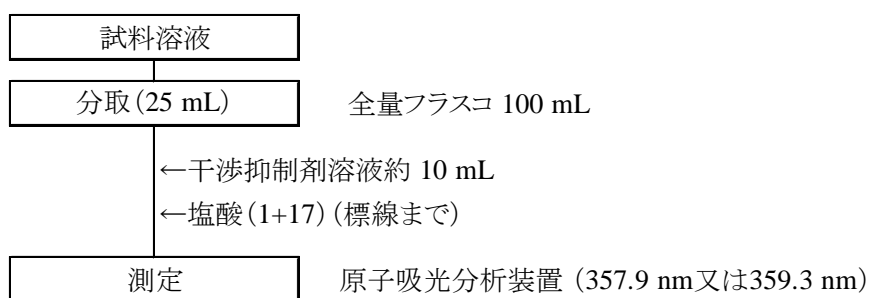 試料溶液
分取(25 mL) 全量フラスコ 100 mL
←干渉抑制剤溶液約 10 mL
←塩酸(1+17)(標線まで)
測定 原子吸光分析装置 (357.9 nm又は359.3 nm)